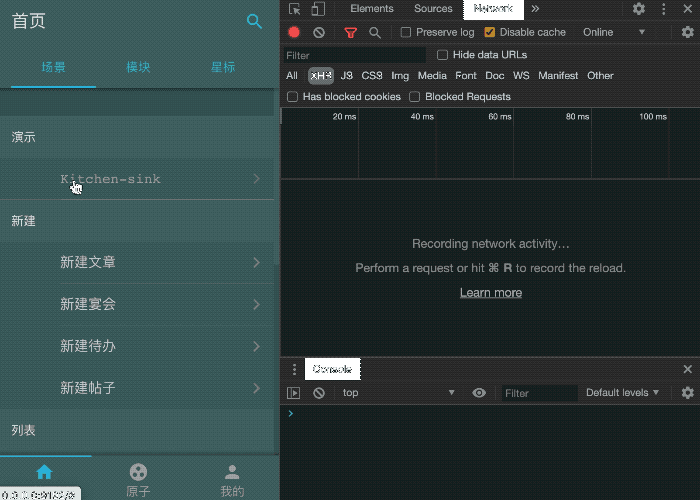 首页
场景 模块 星标
演示
Kitchen-sink
新建
新建文章
新建宴会
新建待办
新建帖子
列表
原子 我的
Elements Sources Network »
Preserve log Disable cache Online
Filter Hide data URLs
All XHR JS CSS Img Media Font Doc WS Manifest Other
Has blocked cookies Blocked Requests
20 ms 40 ms 60 ms 80 ms 100 ms
Recording network activity…
Perform a request or hit ⌘ R to record the reload.
Learn more
Console
top Filter Default levels